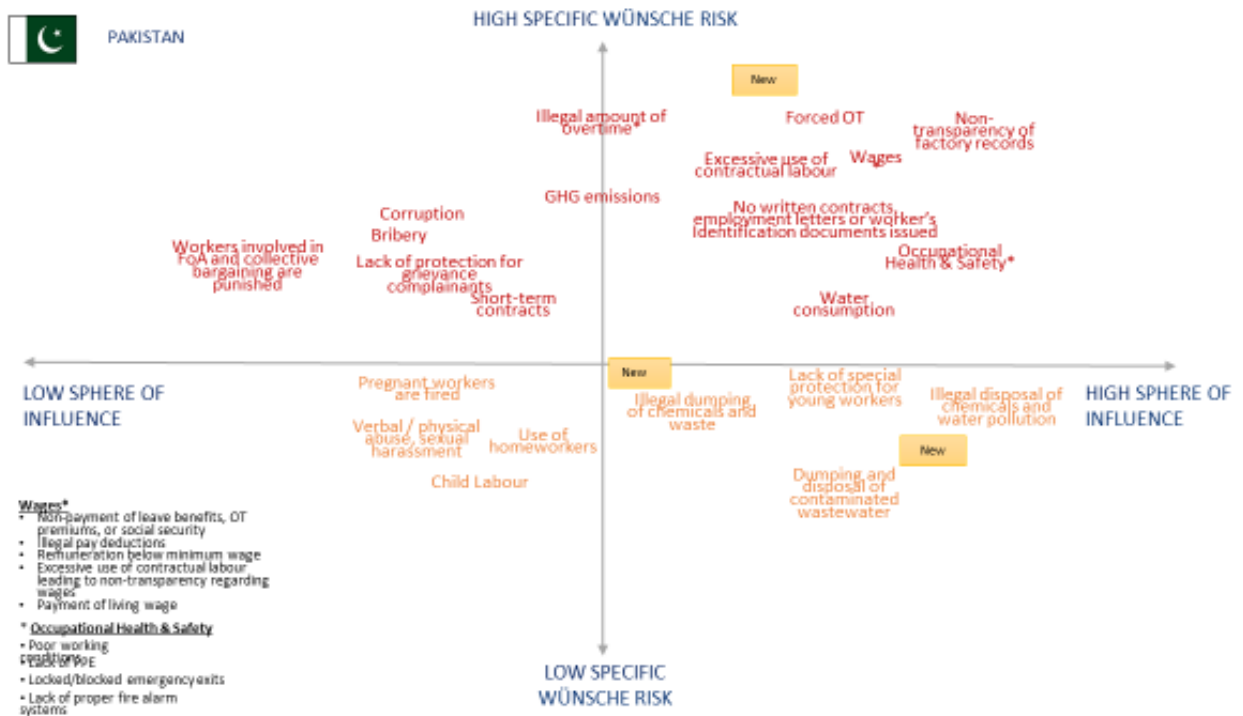 PAKISTAN
HIGH SPECIFIC WÜNSCHE RISK
New
Illegal amount of
overtime*
Forced OT
Non-
transparency of
factory records
Excessive use of
contractual labour
Wages
*
GHG emissions
No written contracts,
employment letters or worker's
identification documents issued
Corruption
Bribery
Workers involved in
FoA and collective
bargaining are
punished
Lack of protection for
grievance
complainants
Short-term
contracts
Occupational
Health & Safety*
Water
consumption
LOW SPHERE OF
INFLUENCE
HIGH SPHERE OF
INFLUENCE
New
Pregnant workers
are fired
Illegal dumping
of chemicals and
waste
Lack of special
protection for
young workers
Illegal disposal of
chemicals and
water pollution
Verbal / physical
abuse, sexual
harassment
Use of
homeworkers
New
Child Labour
Dumping and
disposal of
contaminated
wastewater
Wages*
• Non-payment of leave benefits, OT
premiums, or social security
• Illegal pay deductions
• Remuneration below minimum wage
• Excessive use of contractual labour
leading to non-transparency regarding
wages
• Payment of living wage
* Occupational Health & Safety
• Poor working
conditions
• Lack of PPE
• Locked/blocked emergency exits
• Lack of proper fire alarm
systems
LOW SPECIFIC
WÜNSCHE RISK